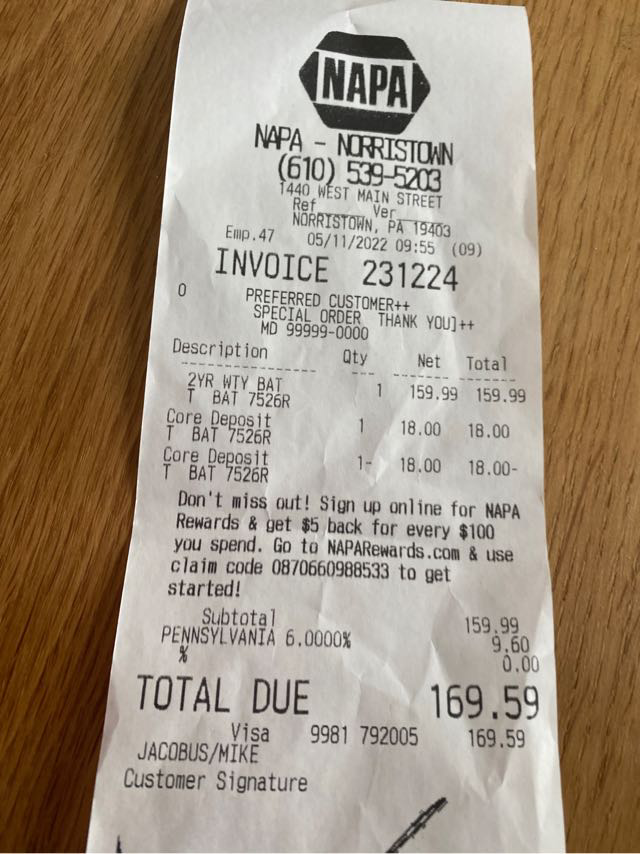 NAPA
NAPA - NORRISTOWN
(610) 539-5203
1440 WEST MAIN STREET
Ref______Ver______
NORRISTOWN, PA 19403
Emp.47 05/11/2022 09:55 (09)
INVOICE 231224
0 PREFERRED CUSTOMER++
SPECIAL ORDER THANK YOU]++
MD 99999-0000
Description Qty Net Total
2YR WTY BAT
T BAT 7526R 1 159.99 159.99
Core Deposit
T BAT 7526R 1 18.00 18.00
Core Deposit
T BAT 7526R 1- 18.00 18.00-
Don't miss out! Sign up online for NAPA
Rewards & get $5 back for every $100
you spend. Go to NAPARewards.com & use
claim code 0870660988533 to get
started!
Subtotal 159.99
PENNSYLVANIA 6.0000% 9.60
% 0.00
TOTAL DUE 169.59
Visa 9981 792005 169.59
JACOBUS/MIKE
Customer Signature